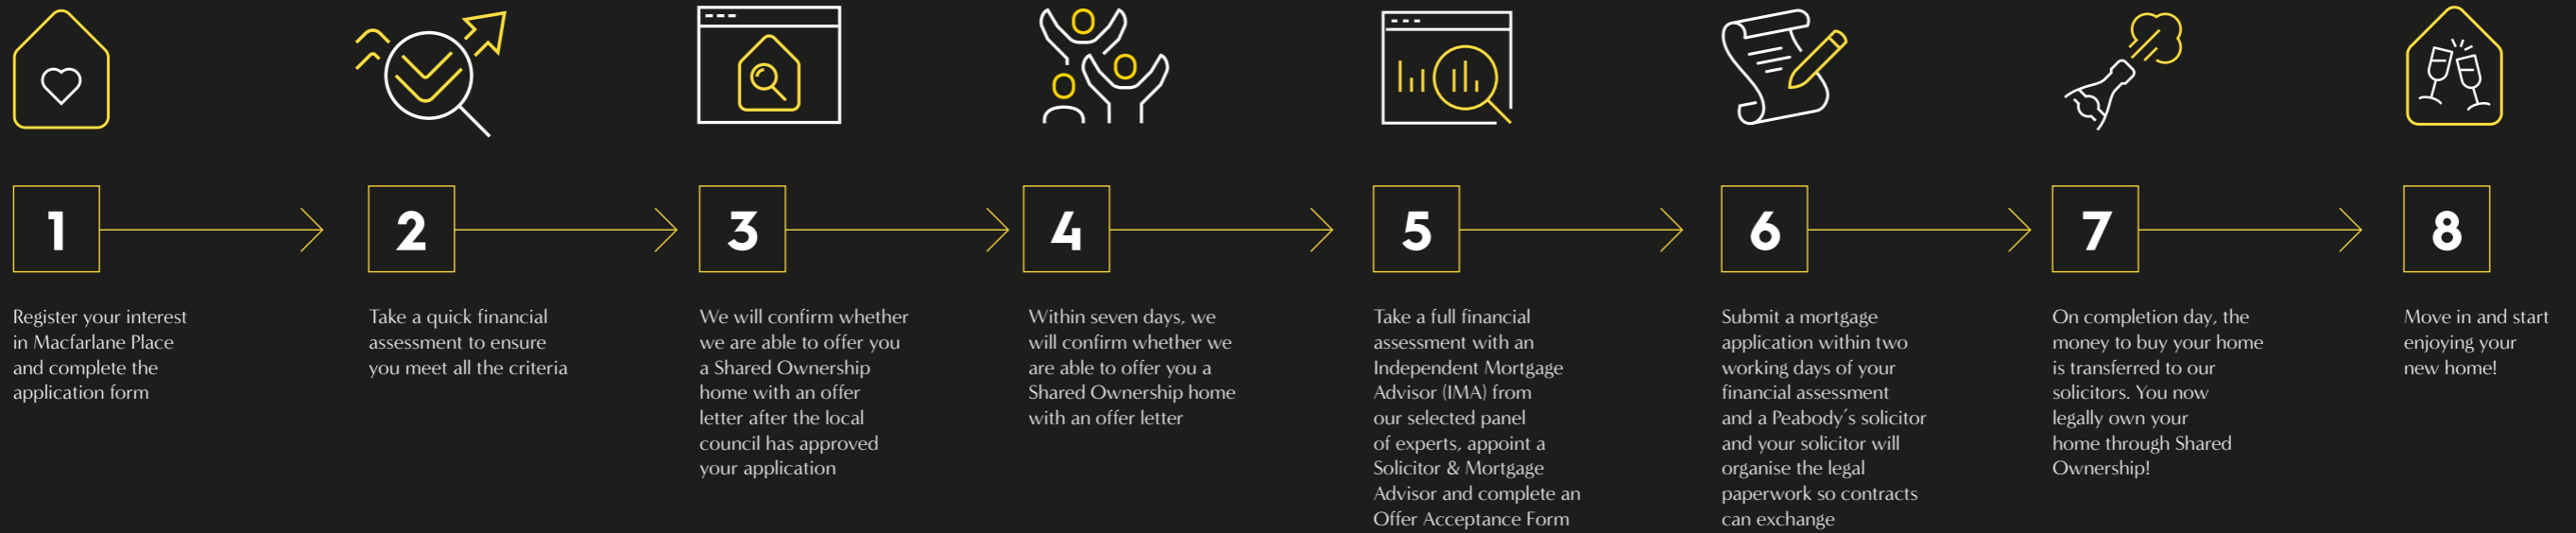 1
Register your interest
in Macfarlane Place
and complete the
application form
2
Take a quick financial
assessment to ensure
you meet all the criteria
3
We will confirm whether
we are able to offer you
a Shared Ownership
home with an offer
letter after the local
council has approved
your application
4
Within seven days, we
will confirm whether we
are able to offer you a
Shared Ownership home
with an offer letter
5
Take a full financial
assessment with an
Independent Mortgage
Advisor (IMA) from
our selected panel
of experts, appoint a
Solicitor & Mortgage
Advisor and complete an
Offer Acceptance Form
6
Submit a mortgage
application within two
working days of your
financial assessment
and a Peabody´s solicitor
and your solicitor will
organise the legal
paperwork so contracts
can exchange
7
On completion day, the
money to buy your home
is transferred to our
solicitors. You now
legally own your
home through Shared
Ownership!
8
Move in and start
enjoying your
new home!